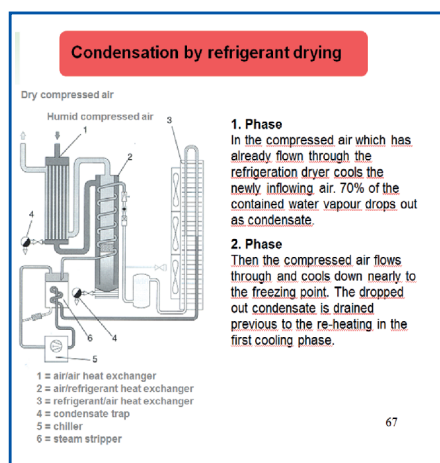 Condensation by refrigerant drying
Dry compressed air
Humid compressed air
1
2
3
4
4
5
6
1 = air/air heat exchanger
2 = air/refrigerant heat exchanger
3 = refrigerant/air heat exchanger
4 = condensate trap
5 = chiller
6 = steam stripper
1. Phase
In the compressed air which has
already flown through the
refrigeration dryer cools the
newly inflowing air. 70% of the
contained water vapour drops out
as condensate.
2. Phase
Then the compressed air flows
through and cools down nearly to
the freezing point. The dropped
out condensate is drained
previous to the re-heating in the
first cooling phase.
67